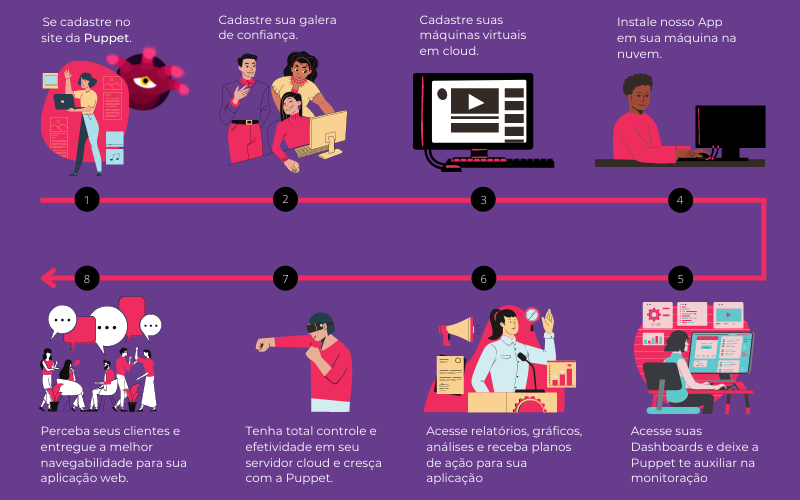 Se cadastre no
site da Puppet.
Cadastre sua galera
de confiança.
Cadastre suas
máquinas virtuais
em cloud.
Instale nosso App
em sua máquina na
nuvem.
1
2
3
4
5
6
7
8
Acesse suas
Dashboards e deixe a
Puppet te auxiliar na
monitoração
Acesse relatórios, gráficos,
análises e receba planos
de ação para sua
aplicação
Tenha total controle e
efetividade em seu
servidor cloud e cresça
com a Puppet.
Perceba seus clientes e
entregue a melhor
navegabilidade para sua
aplicação web.